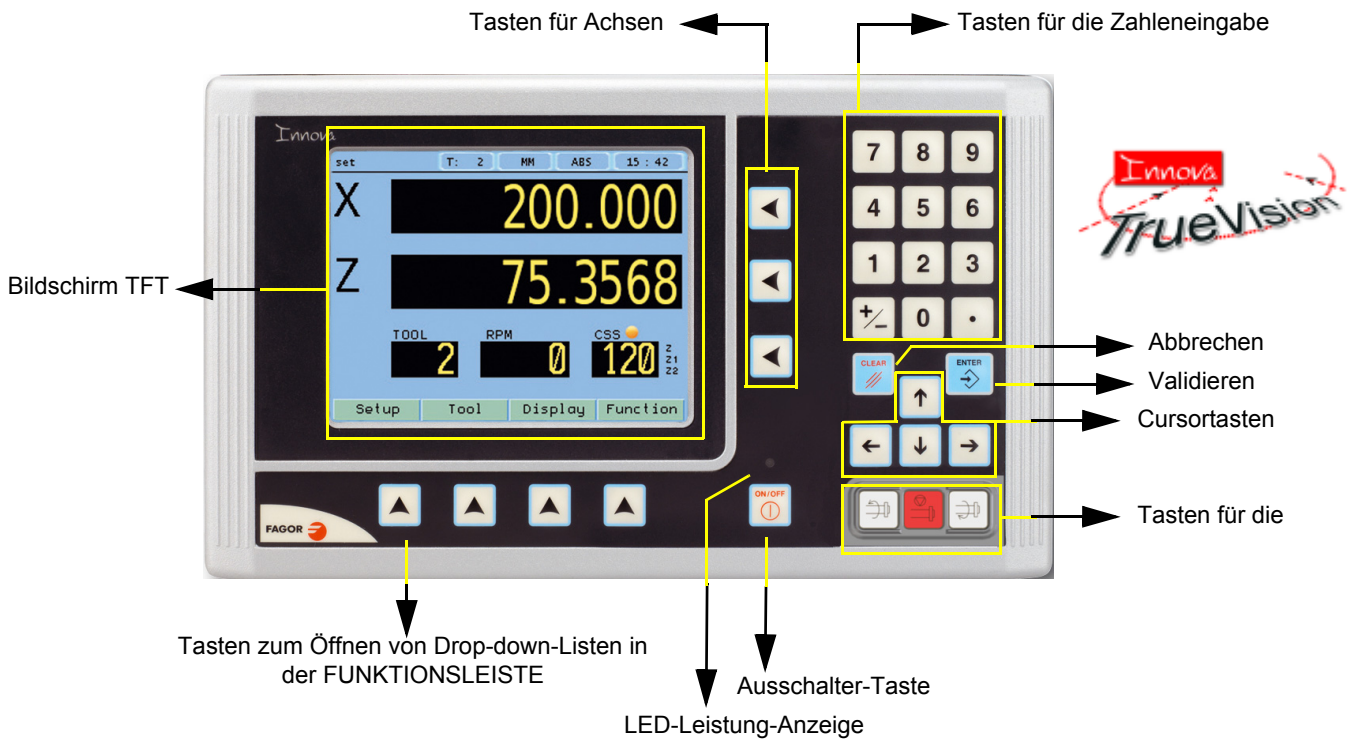 Tasten für Achsen
Tasten für die Zahleneingabe
Innova
set T: 2 MM ABS 15 : 42
X 200.000
Z 75.3568
TOOL RPM CSS
2 0 120 Z Z1 Z2
Setup Tool Display Function
7 8 9
4 5 6
1 2 3
+/- 0 .
CLEAR ENTER
ON/OFF
FAGOR
Innova
TrueVision
Bildschirm TFT
Abbrechen
Validieren
Cursortasten
Tasten für die
Tasten zum Öffnen von Drop-down-Listen in
der FUNKTIONSLEISTE
Ausschalter-Taste
LED-Leistung-Anzeige